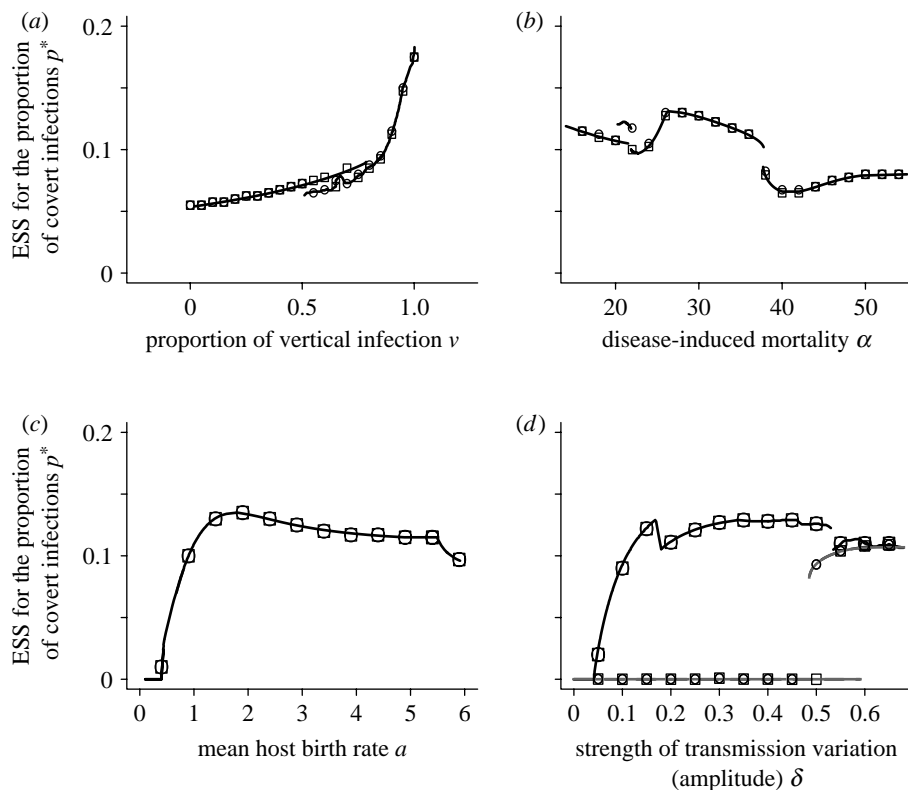 (a)
(b)
ESS for the proportion
of covert infections p*
0.2
0.1
0
0
0.5
1.0
proportion of vertical infection v
20
30
40
50
disease-induced mortality α
(c)
(d)
ESS for the proportion
of covert infections p*
0.2
0.1
0
0
1
2
3
4
5
6
mean host birth rate a
0
0.1
0.2
0.3
0.4
0.5
0.6
strength of transmission variation
(amplitude) δ